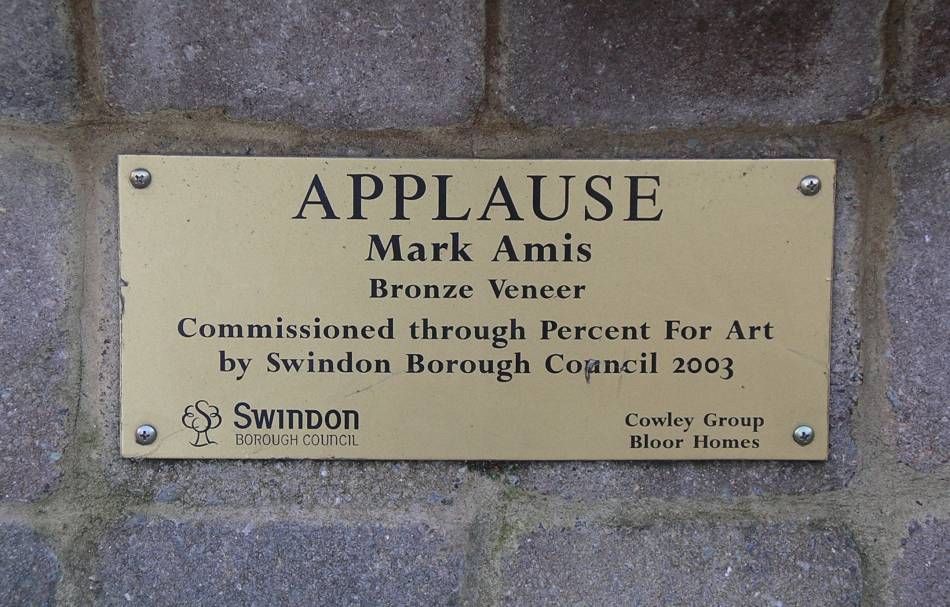 APPLAUSE
Mark Amis
Bronze Veneer
Commissioned through Percent For Art
by Swindon Borough Council 2003
SWINDON
BOROUGH COUNCIL
Cowley Group
Bloor Homes